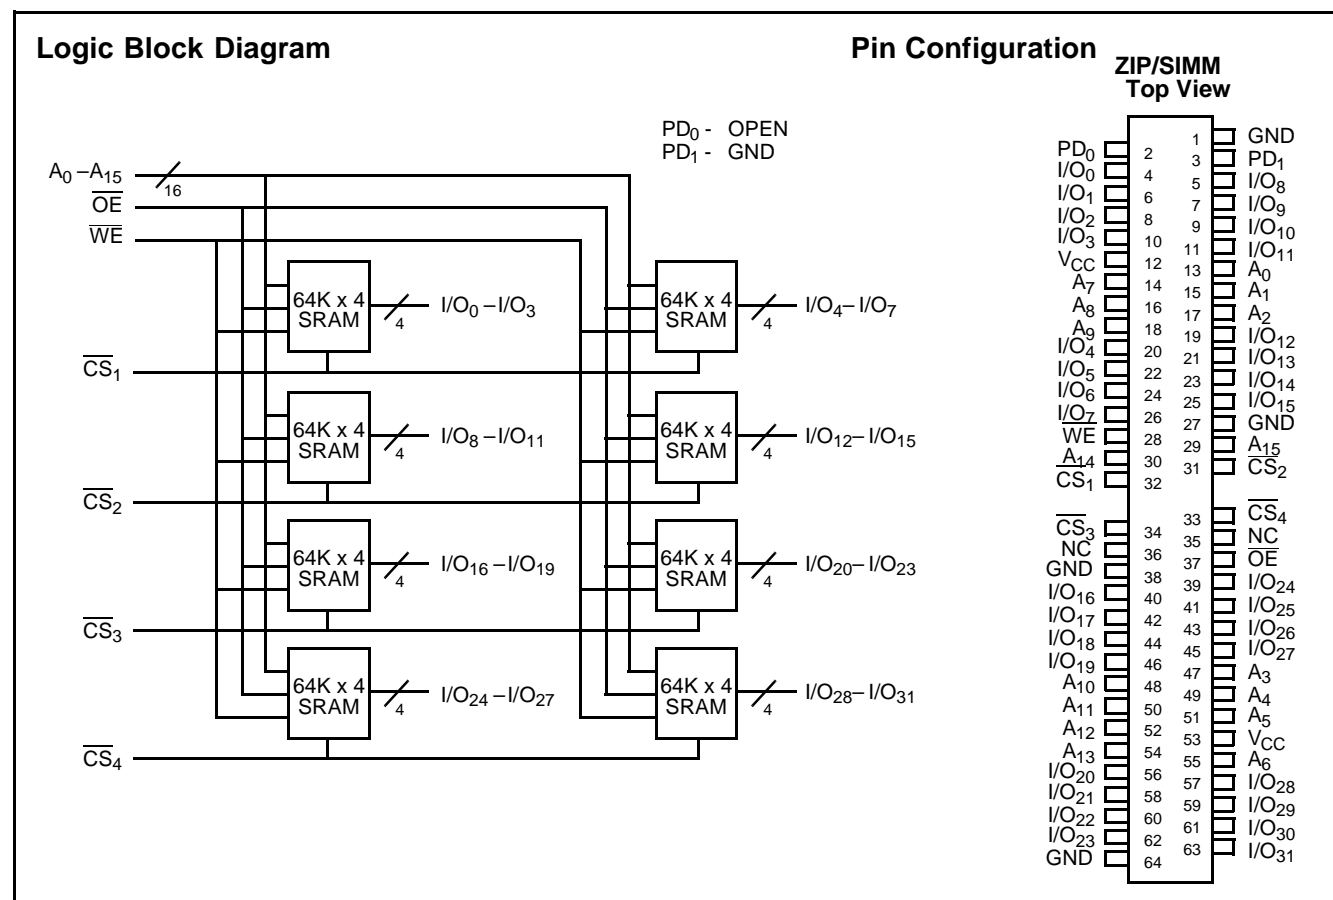 Logic Block Diagram
Pin Configuration
ZIP/SIMM
Top View
PD0 - OPEN
PD1 - GND
A0 –A15
16
OE
WE
64K x 4
SRAM
4
I/O0 –I/O3
64K x 4
SRAM
4
I/O4– I/O7
CS1
64K x 4
SRAM
4
I/O8 –I/O11
64K x 4
SRAM
4
I/O12– I/O15
CS2
64K x 4
SRAM
4
I/O16 –I/O19
64K x 4
SRAM
4
I/O20– I/O23
CS3
64K x 4
SRAM
4
I/O24 –I/O27
64K x 4
SRAM
4
I/O28– I/O31
CS4
1 GND
PD0 2
3 PD1
I/O0 4
5 I/O8
I/O1 6
7 I/O9
I/O2 8
9 I/O10
I/O3 10
11 I/O11
VCC 12
13 A0
A7 14
15 A1
A8 16
17 A2
A9 18
19 I/O12
I/O4 20
21 I/O13
I/O5 22
23 I/O14
I/O6 24
25 I/O15
I/O7 26
27 GND
WE 28
29 A15
A14 30
31 CS2
CS1 32
33 CS4
CS3 34
35 NC
NC 36
37 OE
GND 38
39 I/O24
I/O16 40
41 I/O25
I/O17 42
43 I/O26
I/O18 44
45 I/O27
I/O19 46
47 A3
A10 48
49 A4
A11 50
51 A5
A12 52
53 VCC
A13 54
55 A6
I/O20 56
57 I/O28
I/O21 58
59 I/O29
I/O22 60
61 I/O30
I/O23 62
63 I/O31
GND 64